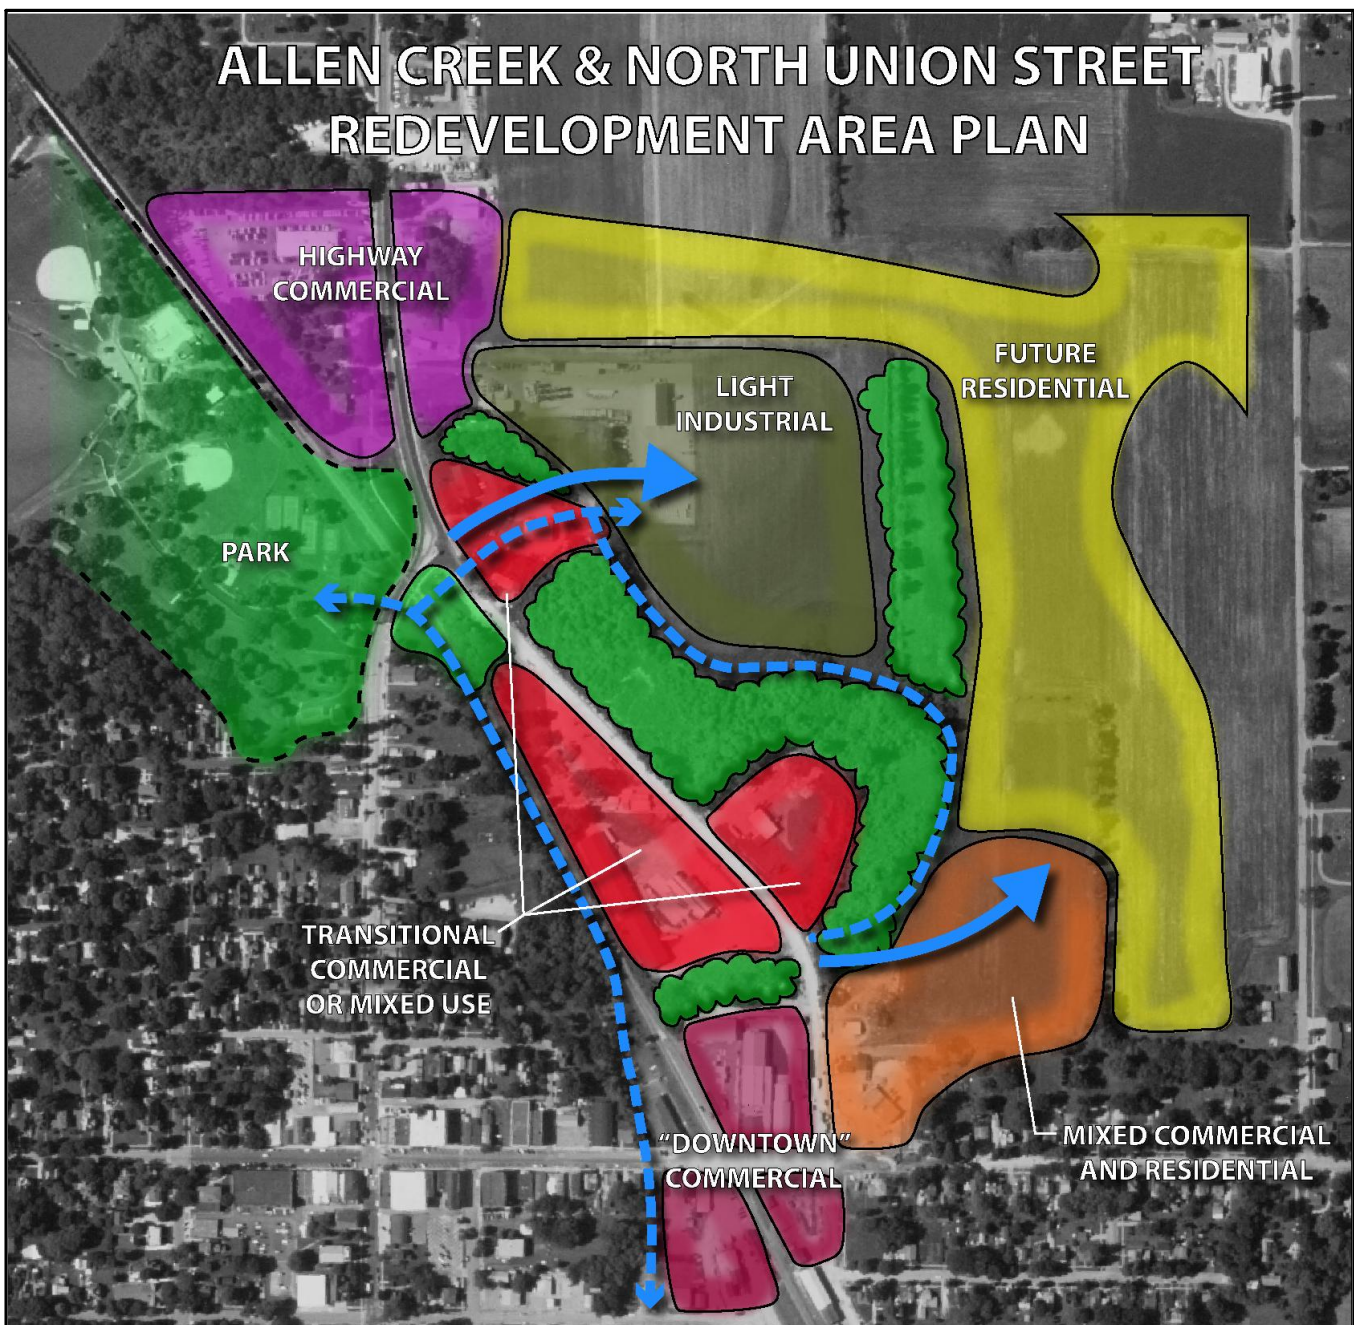 ALLEN CREEK & NORTH UNION STREET
REDEVELOPMENT AREA PLAN
HIGHWAY
COMMERCIAL
FUTURE
RESIDENTIAL
LIGHT
INDUSTRIAL
PARK
TRANSITIONAL
COMMERCIAL
OR MIXED USE
"DOWNTOWN"
COMMERCIAL
MIXED COMMERCIAL
AND RESIDENTIAL